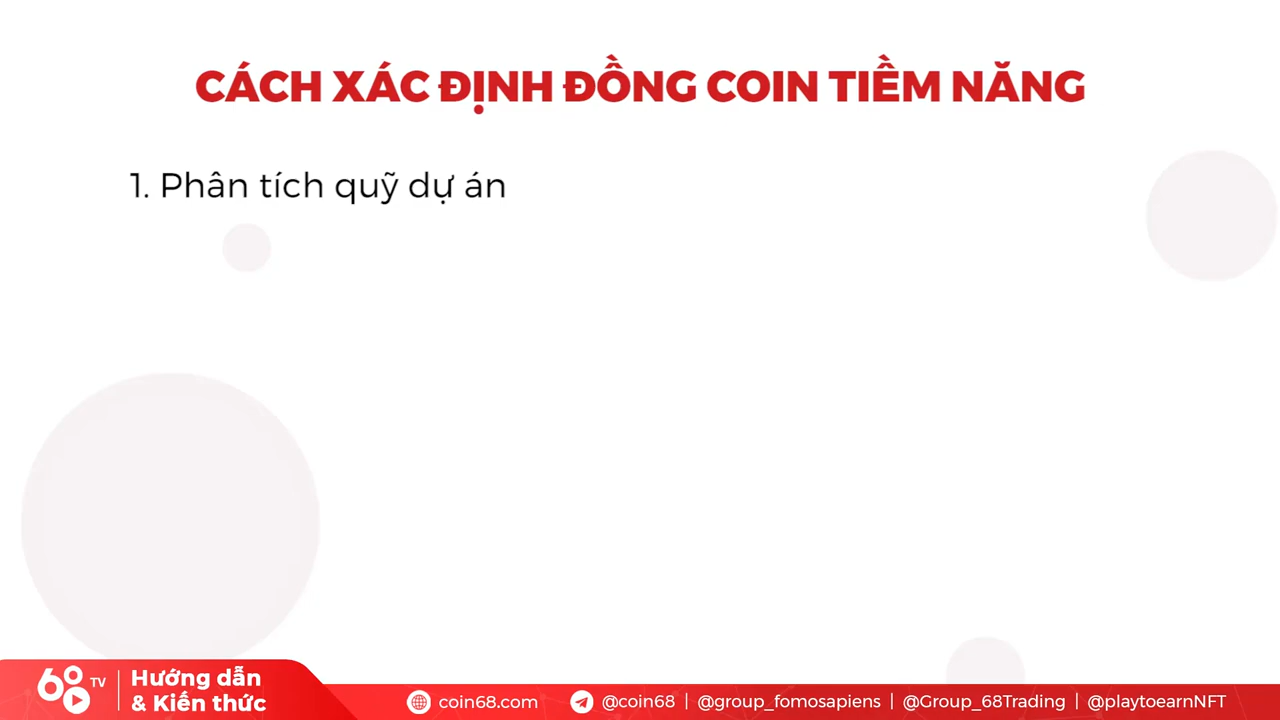 CÁCH XÁC ĐỊNH ĐỒNG COIN TIỀM NĂNG
1. Phân tích quỹ dự án
68 TV
Hướng dẫn
& Kiến thức
coin68.com
@coin68 | @group_fomosapiens | @Group_68Trading | @playtoearnNFT